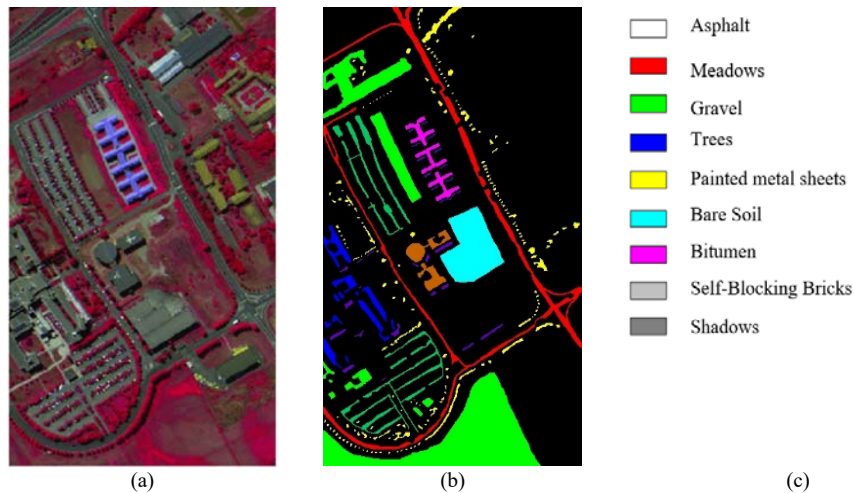 Asphalt
Meadows
Gravel
Trees
Painted metal sheets
Bare Soil
Bitumen
Self-Blocking Bricks
Shadows
(a) (b) (c)